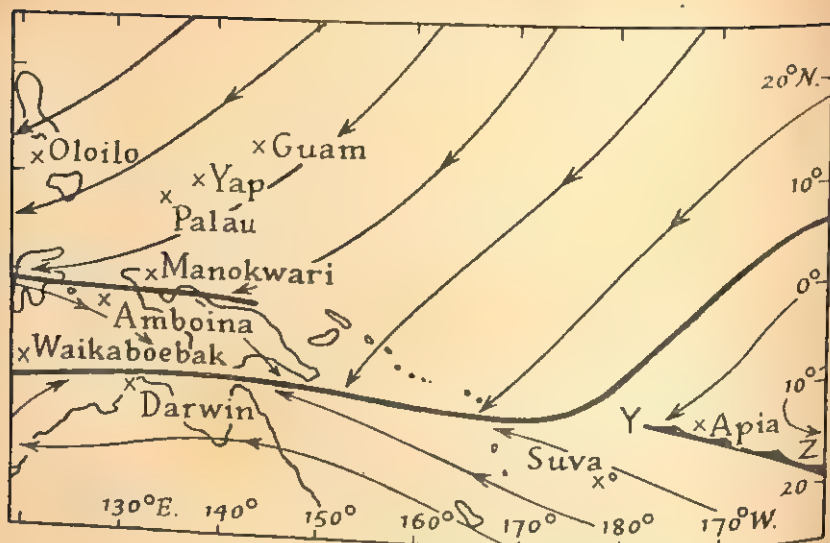 20°N.
×Oloilo
×Guam
×Yap
Palau
10°
×Manokwari
0°
Amboina
×Waikaboebak
Darwin
10°
Y
×Apia
Z
Suva
20
130°E. 140° 150° 160° 170° 180° 170°W.